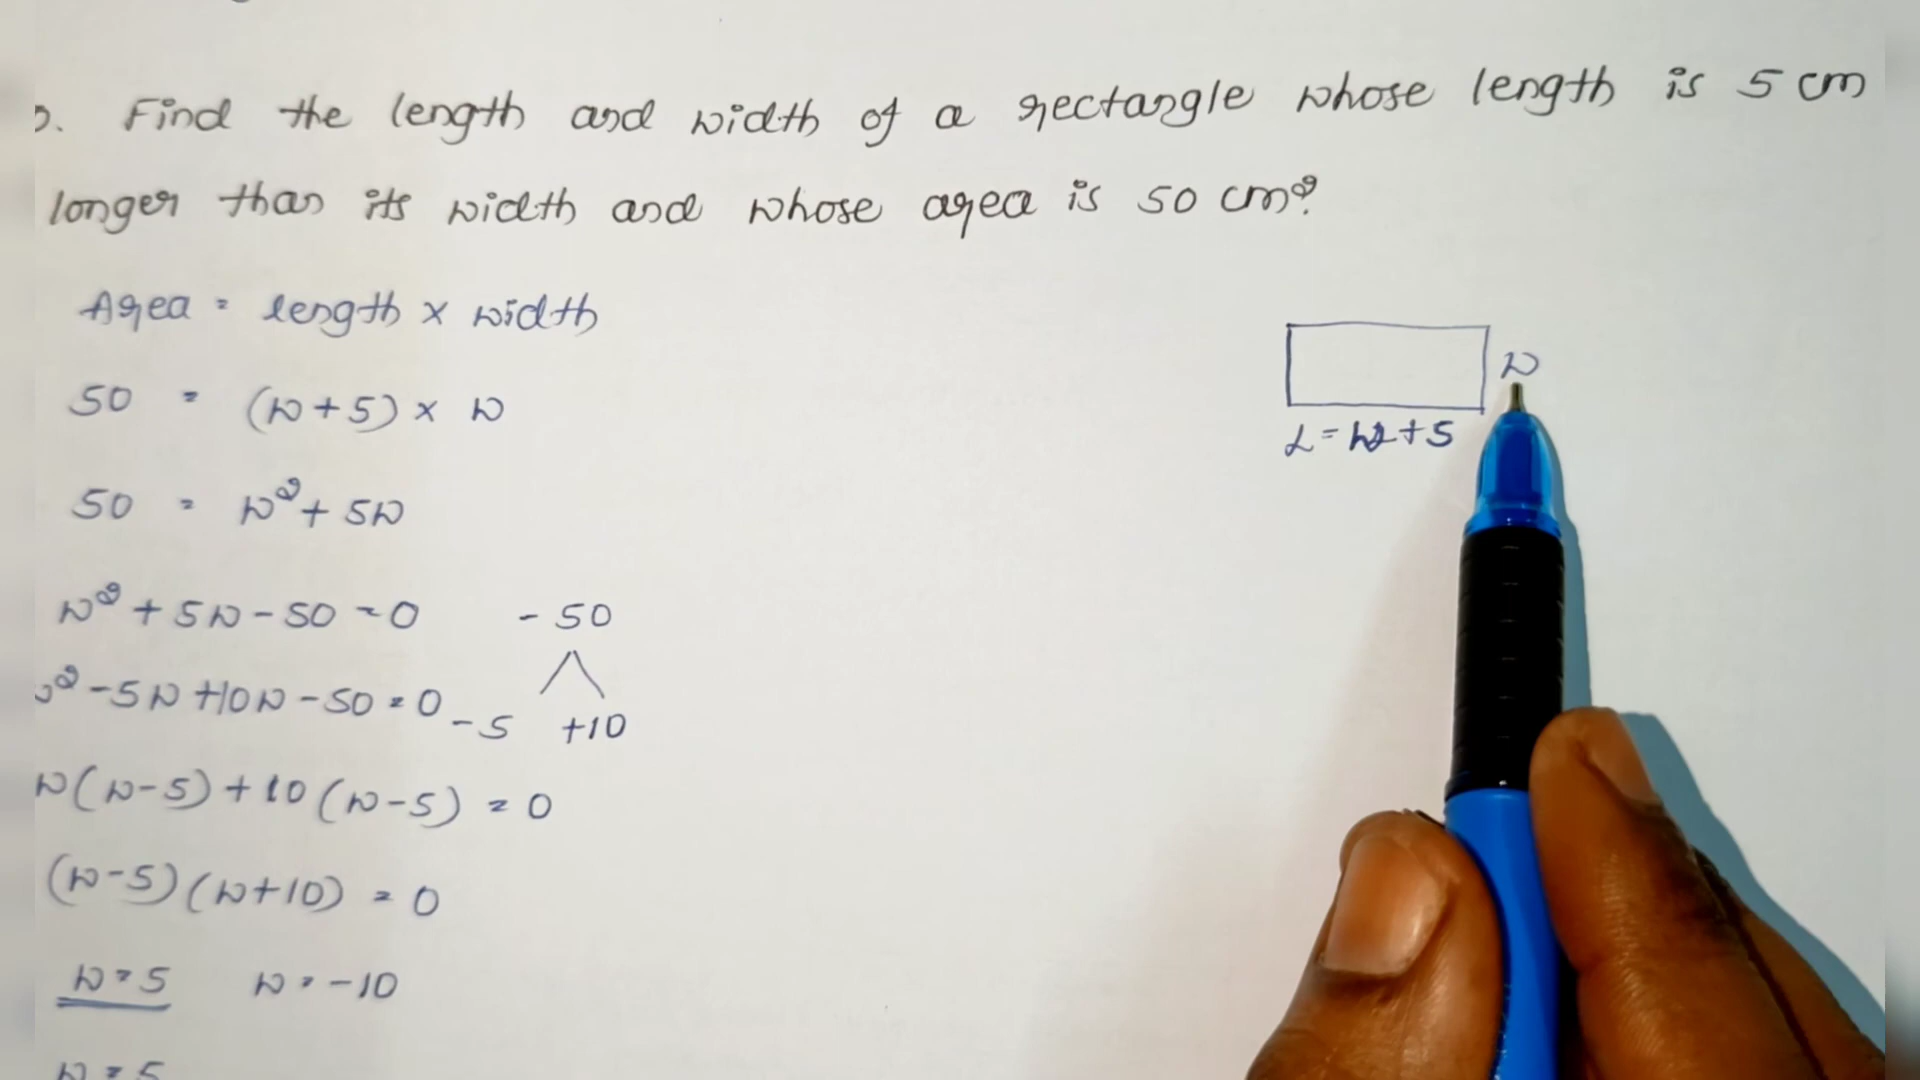 Find the length and width of a rectangle whose length is 5 cm
longer than its width and whose area is 50 cm²?
Area = length × width
50 = (w+5) × w
50 = w² + 5w
w² + 5w - 50 = 0
-50
w² - 5w + 10w - 50 = 0
-5 +10
w(w-5) + 10(w-5) = 0
(w-5)(w+10) = 0
w = 5 w = -10
w = 5
w
L = w + 5